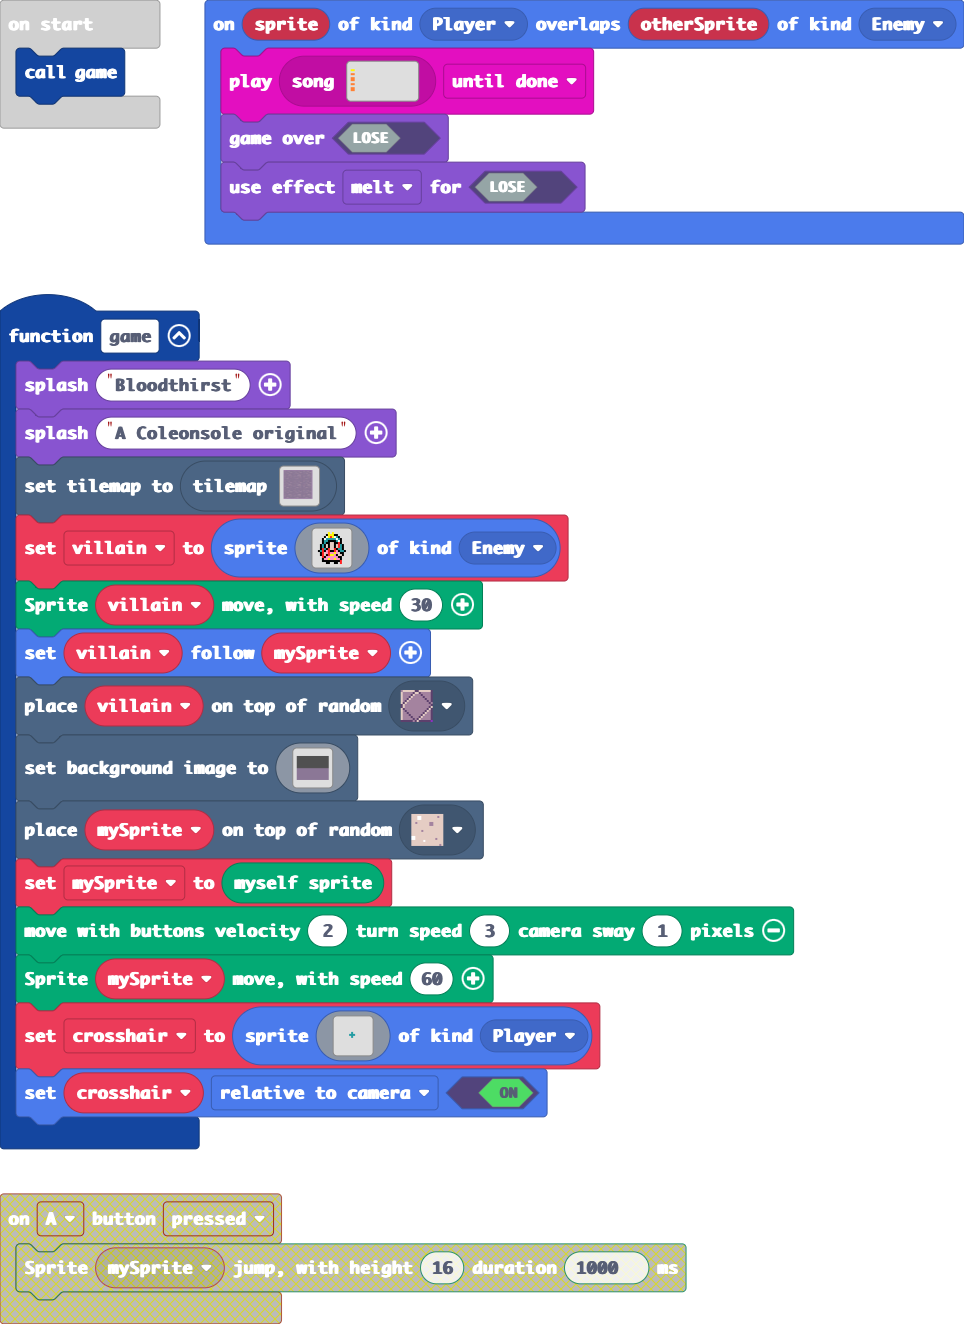 on start
call game
on sprite of kind Player overlaps otherSprite of kind Enemy
play song until done
game over LOSE
use effect melt for LOSE
function game
splash "Bloodthirst"
splash "A Coleonsole original"
set tilemap to tilemap
set villain to sprite of kind Enemy
Sprite villain move, with speed 30
set villain follow mySprite
place villain on top of random
set background image to
place mySprite on top of random
set mySprite to myself sprite
move with buttons velocity 2 turn speed 3 camera sway 1 pixels
Sprite mySprite move, with speed 60
set crosshair to sprite of kind Player
set crosshair relative to camera ON
on A button pressed
Sprite mySprite jump, with height 16 duration 1000 ms